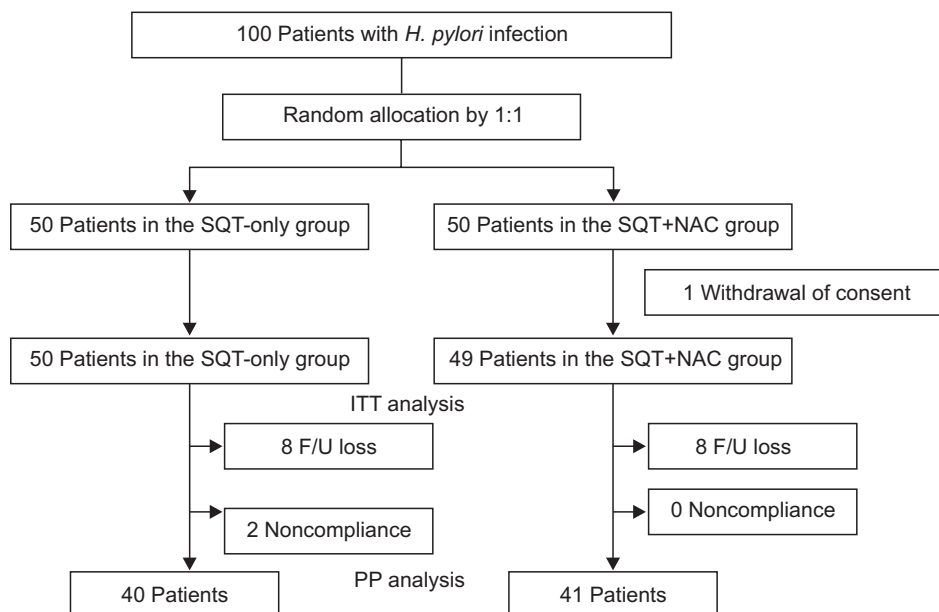 100 Patients with H. pylori infection
Random allocation by 1:1
50 Patients in the SQT-only group
50 Patients in the SQT+NAC group
1 Withdrawal of consent
50 Patients in the SQT-only group
49 Patients in the SQT+NAC group
ITT analysis
8 F/U loss
8 F/U loss
2 Noncompliance
0 Noncompliance
40 Patients
PP analysis
41 Patients